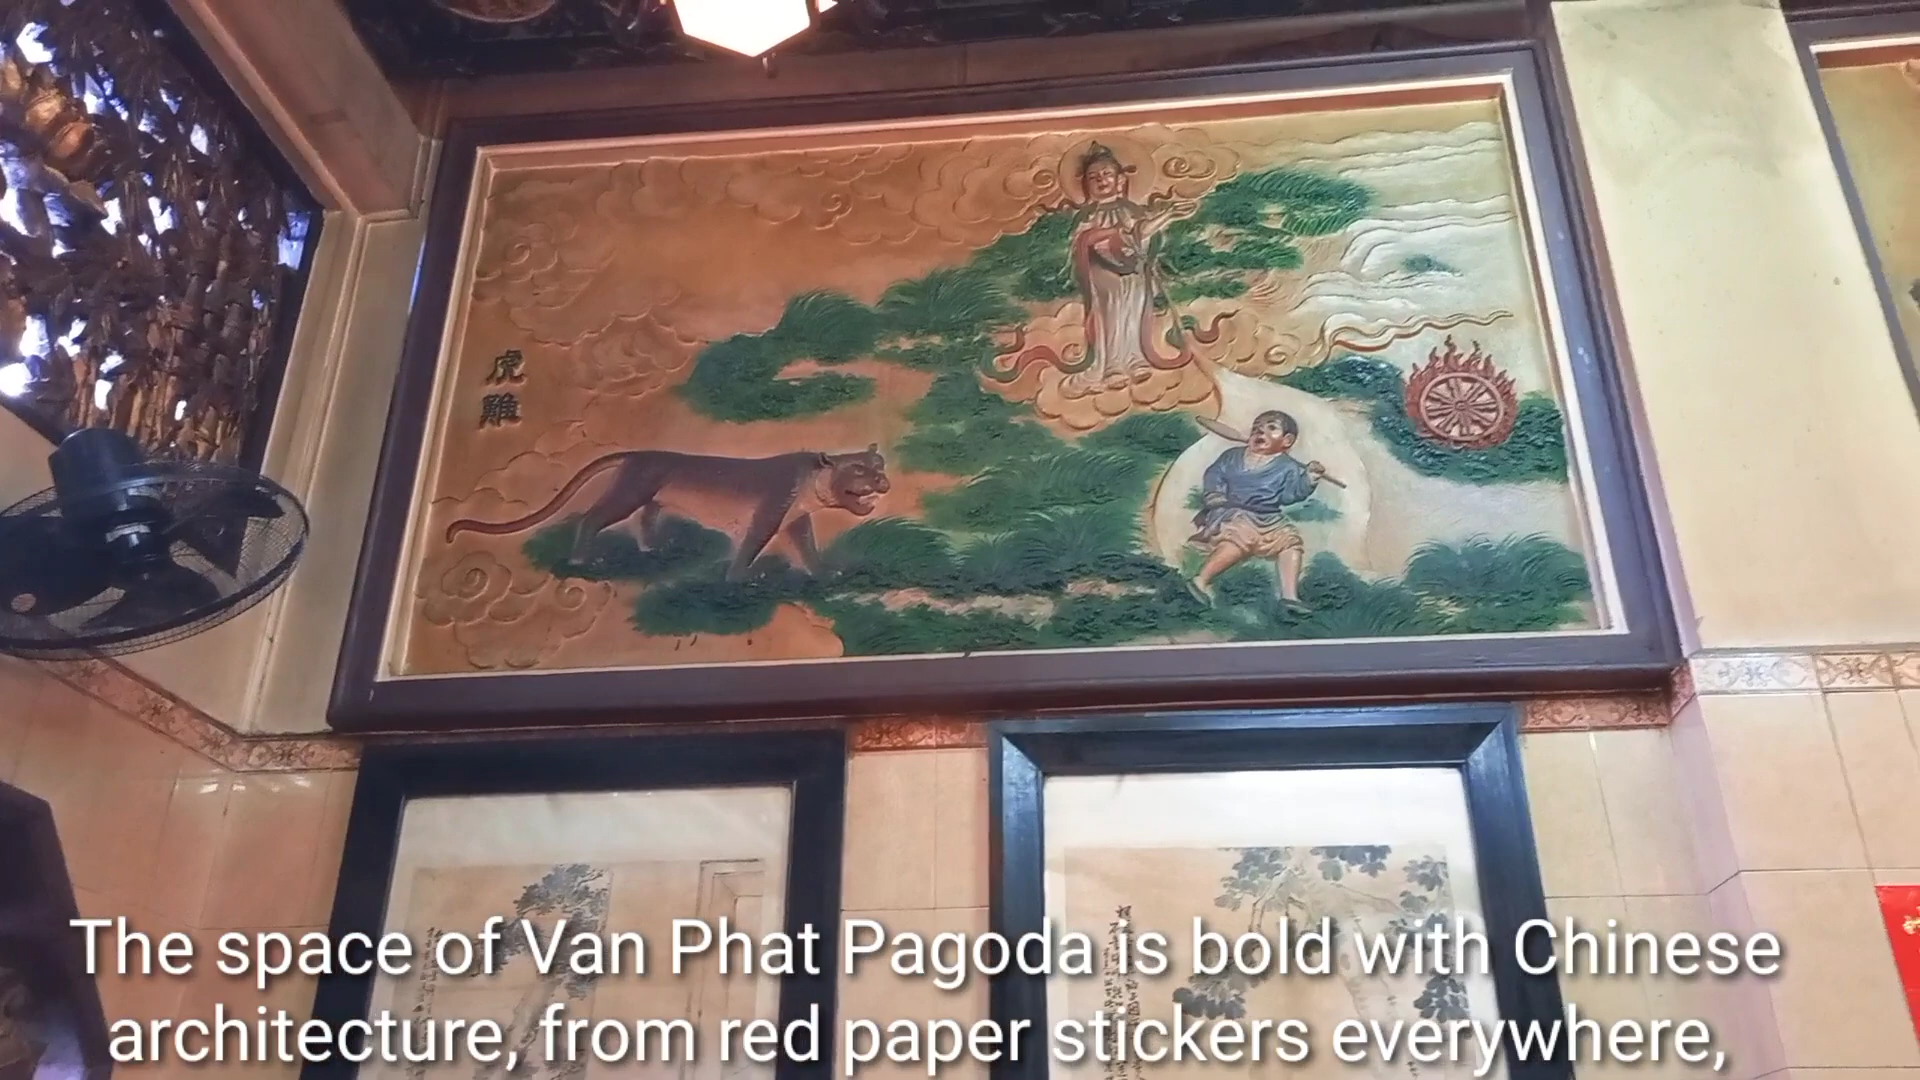 虎
難
The space of Van Phat Pagoda is bold with Chinese
architecture, from red paper stickers everywhere,